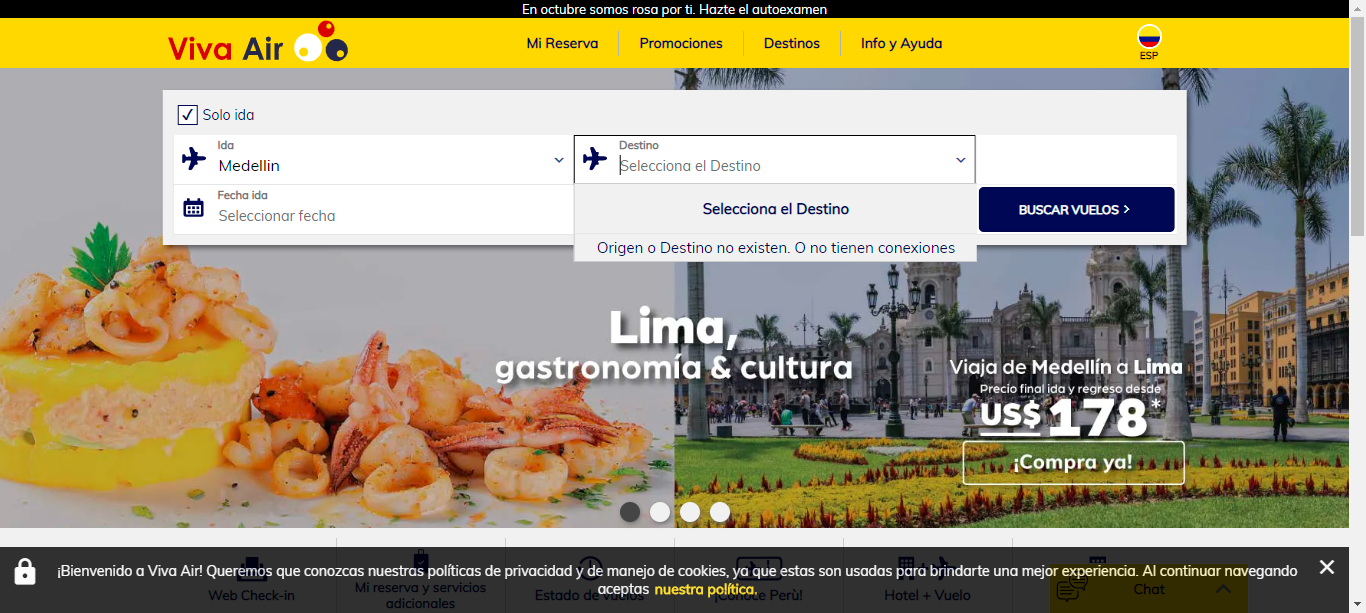 En octubre somos rosa por ti. Hazte el autoexamen
Viva Air
Mi Reserva
Promociones
Destinos
Info y Ayuda
ESP
Solo ida
Ida
Medellin
Destino
Selecciona el Destino
Fecha ida
Seleccionar fecha
Selecciona el Destino
BUSCAR VUELOS >
Origen o Destino no existen. O no tienen conexiones
Lima,
gastronomía & cultura
Viaja de Medellín a Lima
Precio final ida y regreso desde
US$ 178*
¡Compra ya!
¡Bienvenido a Viva Air! Queremos que conozcas nuestras políticas de privacidad y de manejo de cookies, ya que estas son usadas para brindarte una mejor experiencia. Al continuar navegando
aceptas nuestra política.
Web Check-in
Mi reserva y servicios
adicionales
Estado de vuelos
¡Conoce Perú!
Hotel + Vuelo
Chat